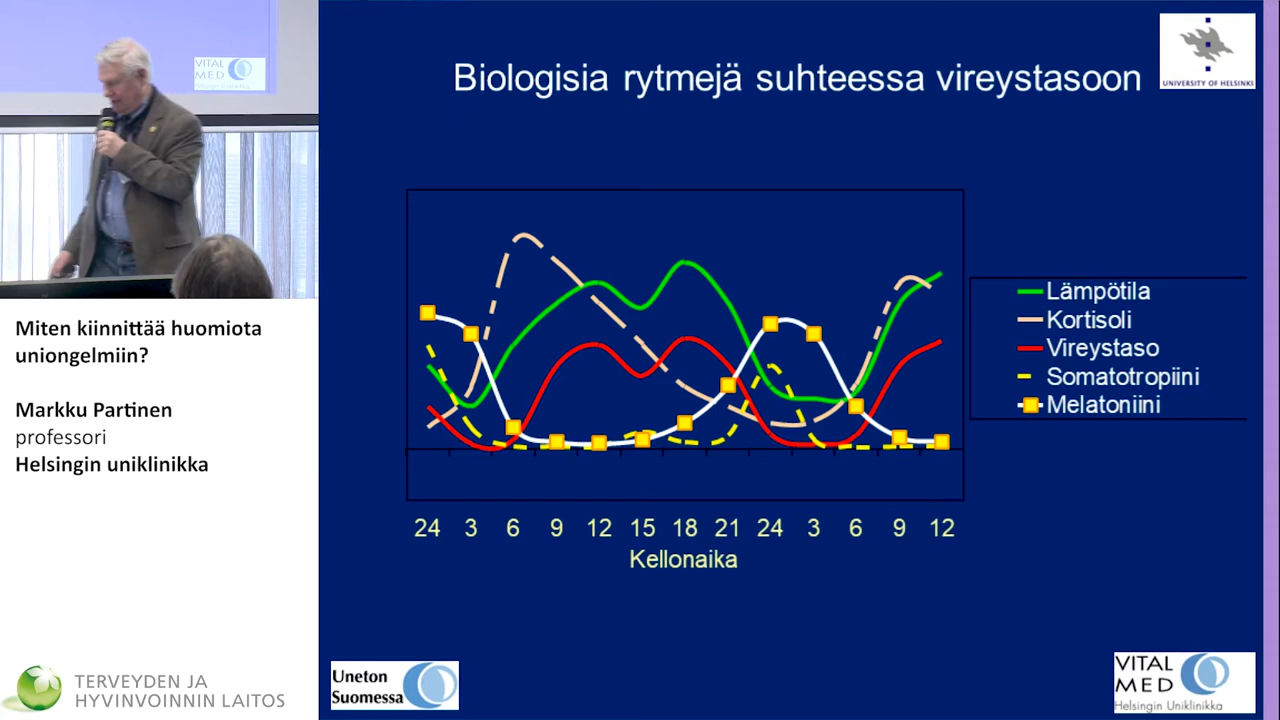 VITAL
MED
Miten kiinnittää huomiota
uniongelmiin?
Markku Partinen
professori
Helsingin uniklinikka
TERVEYDEN JA
HYVINVOINNIN LAITOS
Biologisia rytmejä suhteessa vireystasoon
UNIVERSITY OF HELSINKI
Lämpötila
Kortisoli
Vireystaso
Somatotropiini
Melatoniini
24 3 6 9 12 15 18 21 24 3 6 9 12
Kellonaika
Uneton
Suomessa
VITAL
MED
Helsingin Uniklinikka